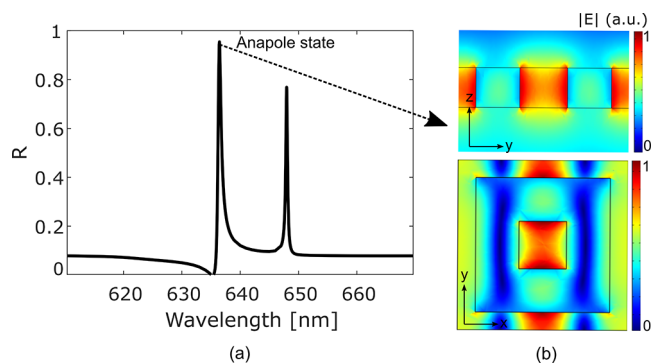 |E| (a.u.)
Anapole state
1
0.8
0.6
0.4
0.2
0
R
620 630 640 650 660
Wavelength [nm]
(a)
z
y
1
0
y
x
1
0
(b)